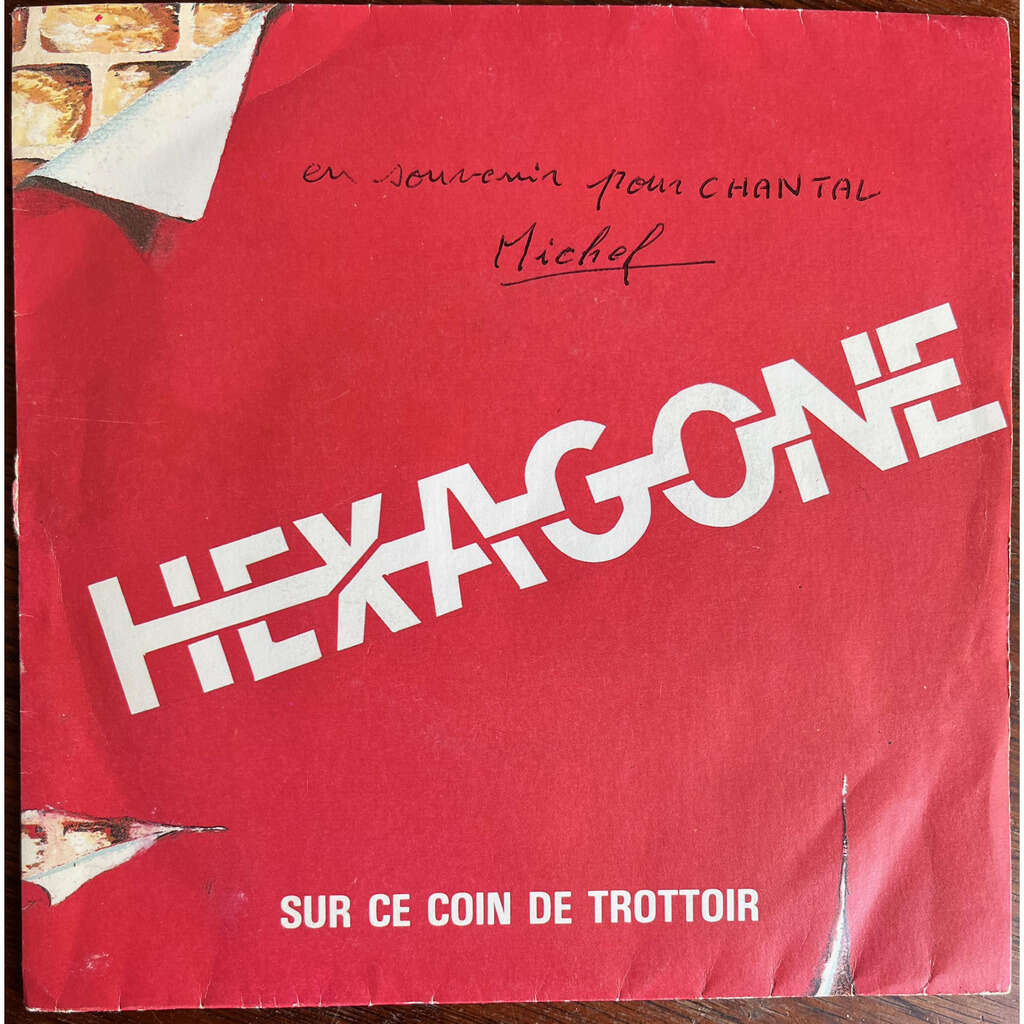 en souvenir pour CHANTAL
Michel
HEXAGONE
SUR CE COIN DE TROTTOIR